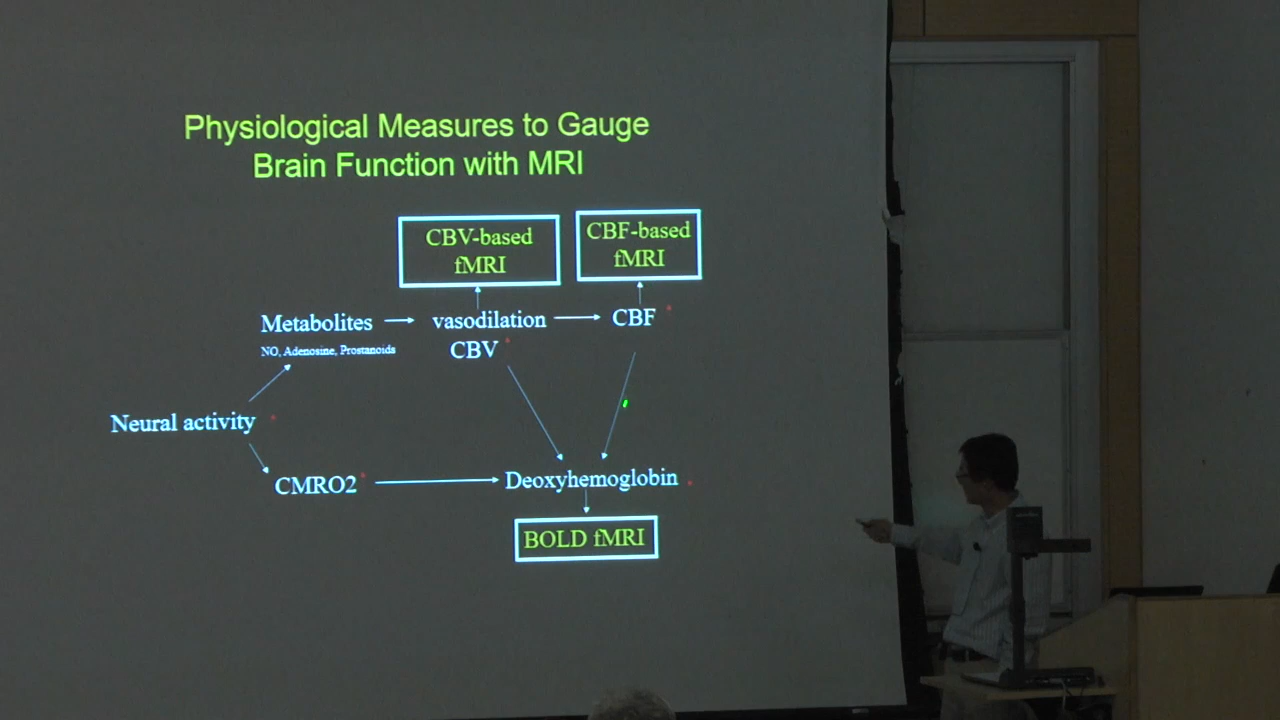 Physiological Measures to Gauge
Brain Function with MRI
CBV-based
fMRI
CBF-based
fMRI
Metabolites
vasodilation
CBF
NO, Adenosine, Prostanoids
CBV
Neural activity
CMRO2
Deoxyhemoglobin
BOLD fMRI